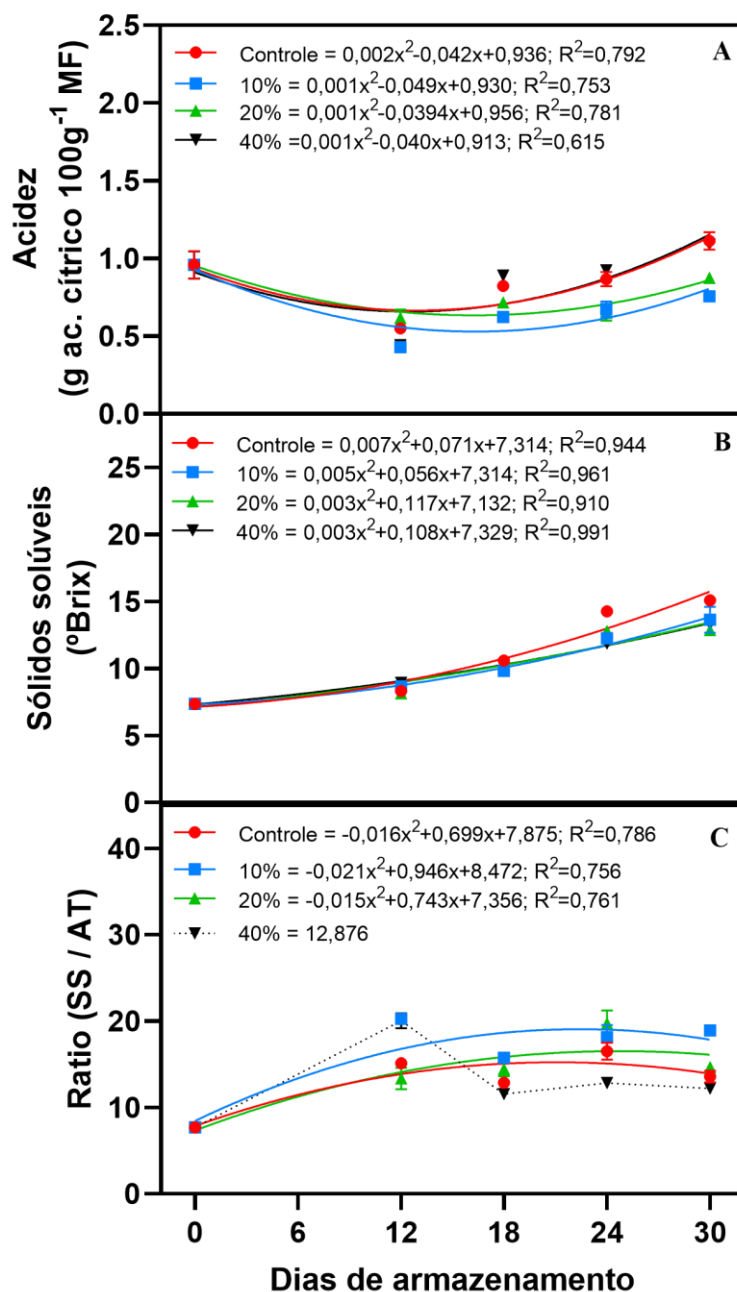 2.5
2.0
1.5
1.0
0.5
0.0
Acidez
(g ac. cítrico 100g⁻¹ MF)
A
Controle = 0,002x²-0,042x+0,936; R²=0,792
10% = 0,001x²-0,049x+0,930; R²=0,753
20% = 0,001x²-0,0394x+0,956; R²=0,781
40% =0,001x²-0,040x+0,913; R²=0,615
25
20
15
10
5
0
Sólidos solúveis
(ºBrix)
B
Controle = 0,007x²+0,071x+7,314; R²=0,944
10% = 0,005x²+0,056x+7,314; R²=0,961
20% = 0,003x²+0,117x+7,132; R²=0,910
40% = 0,003x²+0,108x+7,329; R²=0,991
40
30
20
10
0
Ratio (SS / AT)
C
Controle = -0,016x²+0,699x+7,875; R²=0,786
10% = -0,021x²+0,946x+8,472; R²=0,756
20% = -0,015x²+0,743x+7,356; R²=0,761
40% = 12,876
0 6 12 18 24 30
Dias de armazenamento